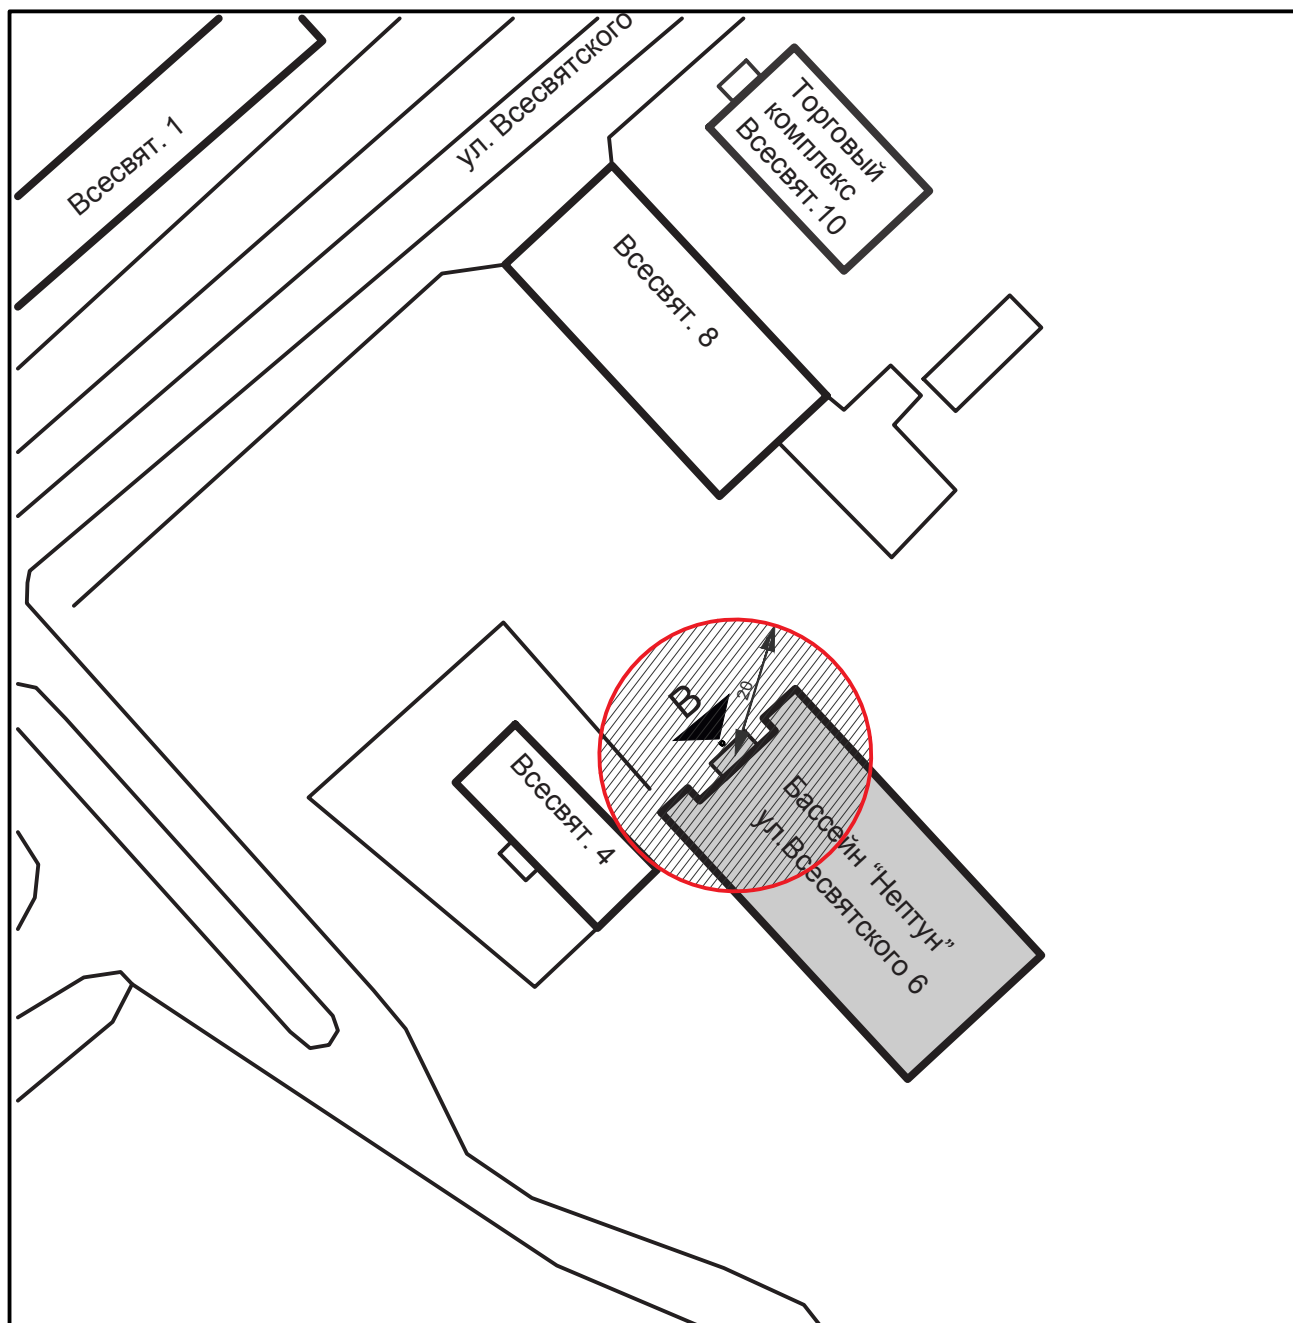 ул. Всесвятского
Всесвят. 1
Торговый
комплекс
Всесвят. 10
Всесвят. 8
В
20
Всесвят. 4
Бассейн “Нептун”
ул.Всесвятского 6